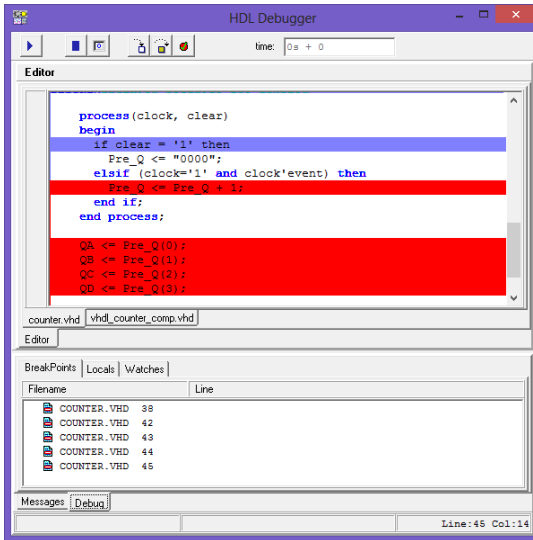 HDL Debugger
time: 0s + 0
Editor
process(clock, clear)
begin
if clear = '1' then
Pre_Q <= "0000";
elsif (clock='1' and clock'event) then
Pre_Q <= Pre_Q + 1;
end if;
end process;
QA <= Pre_Q(0);
QB <= Pre_Q(1);
QC <= Pre_Q(2);
QD <= Pre_Q(3);
counter.vhd vhdl_counter_comp.vhd
Editor
BreakPoints Locals Watches
Filename Line
COUNTER.VHD 38
COUNTER.VHD 42
COUNTER.VHD 43
COUNTER.VHD 44
COUNTER.VHD 45
Messages Debug
Line:45 Col:14